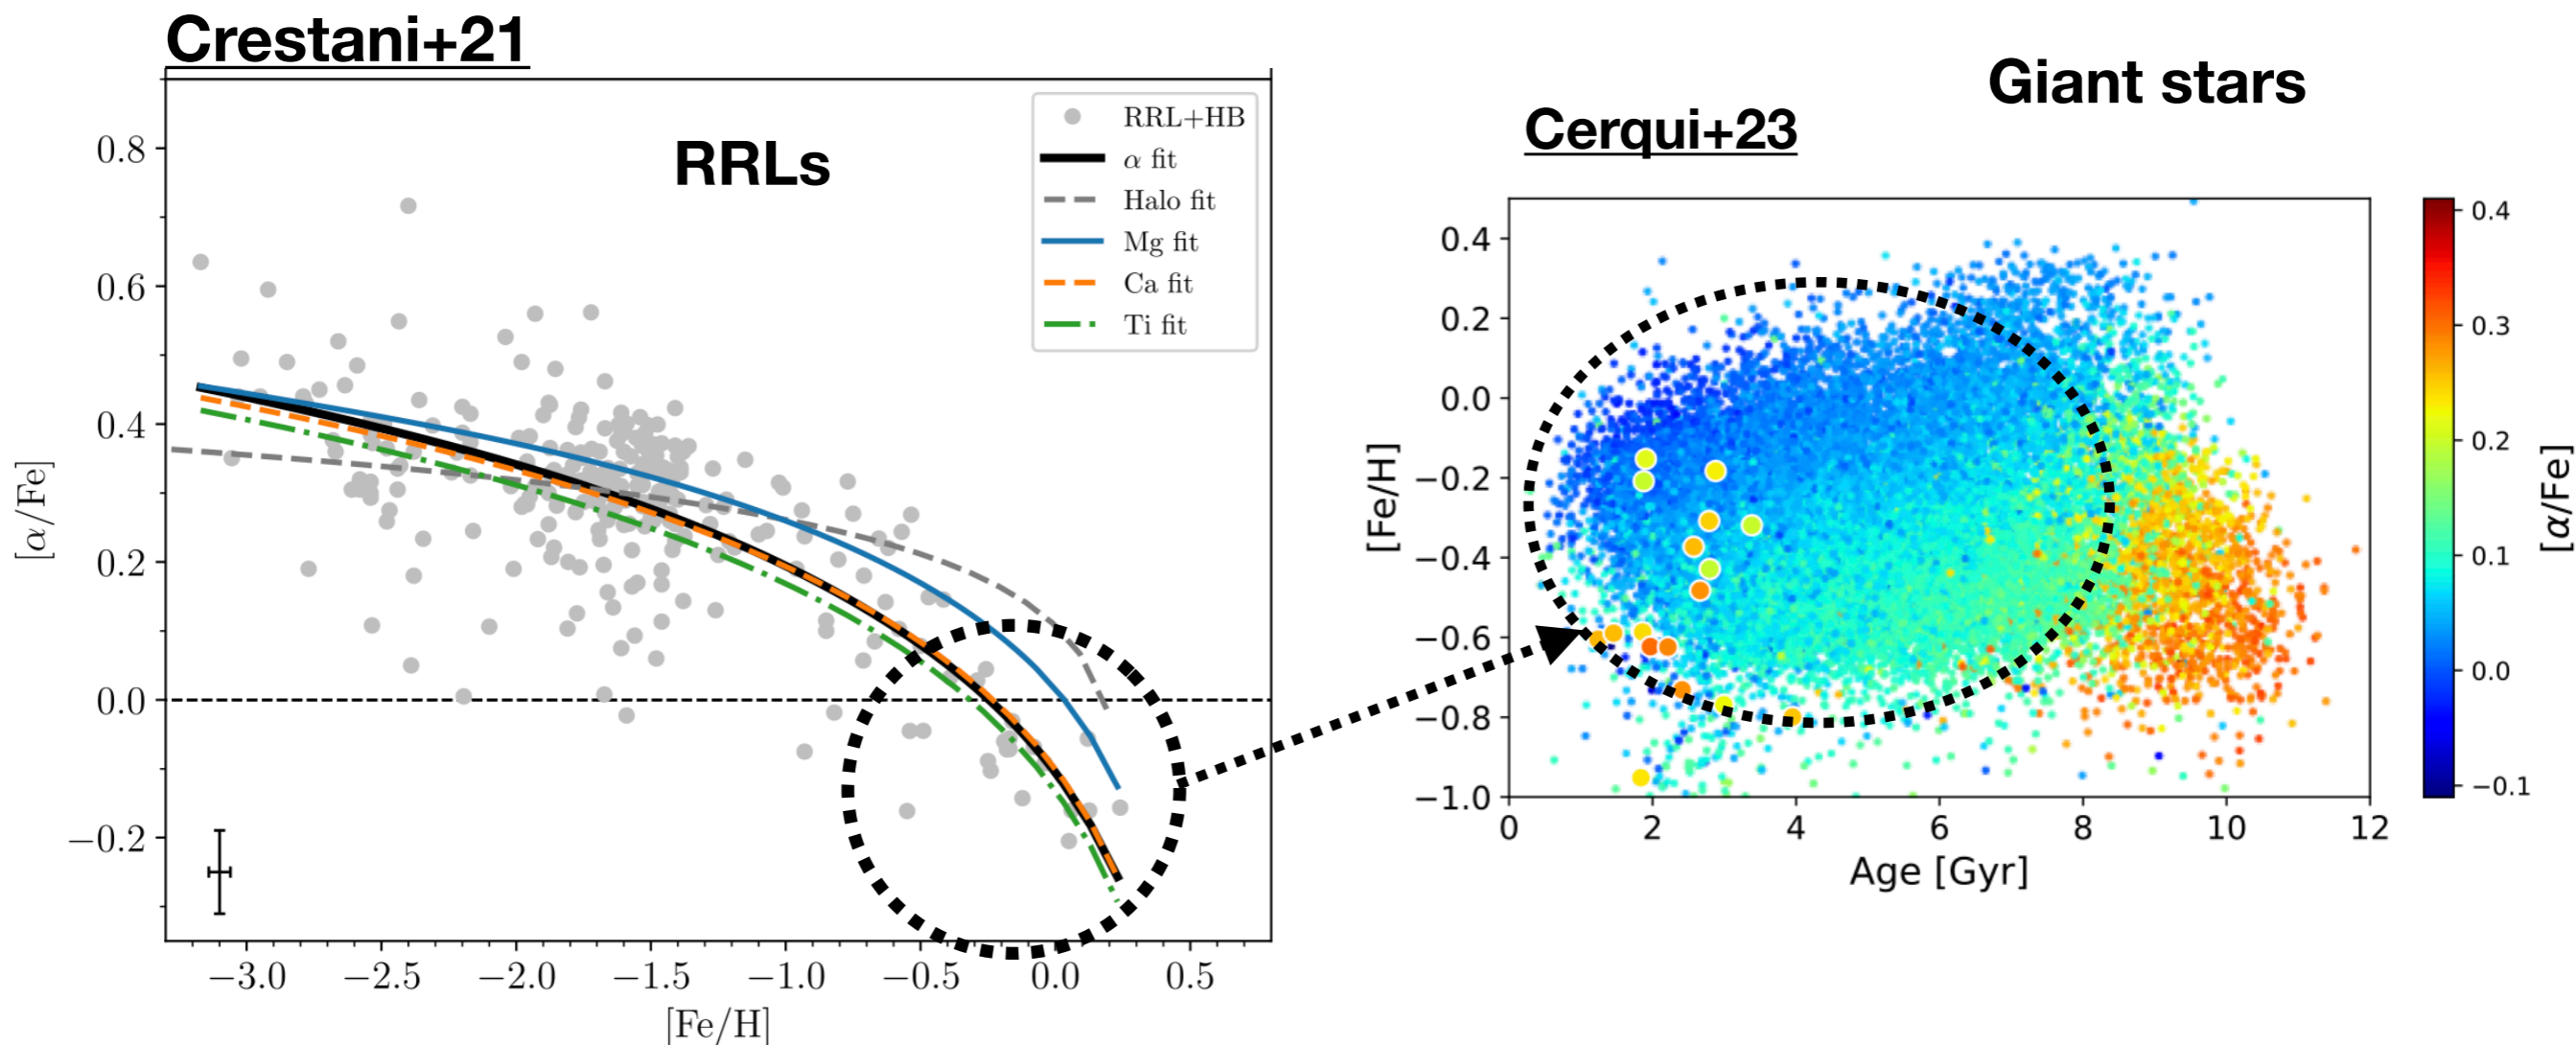 Crestani+21
RRLs
RRL+HB
α fit
Halo fit
Mg fit
Ca fit
Ti fit
0.8
0.6
0.4
0.2
0.0
−0.2
[α/Fe]
−3.0 −2.5 −2.0 −1.5 −1.0 −0.5 0.0 0.5
[Fe/H]
Giant stars
Cerqui+23
0.4
0.2
0.0
−0.2
−0.4
−0.6
−0.8
−1.0
[Fe/H]
0 2 4 6 8 10 12
Age [Gyr]
0.4
0.3
0.2
0.1
0.0
−0.1
[α/Fe]